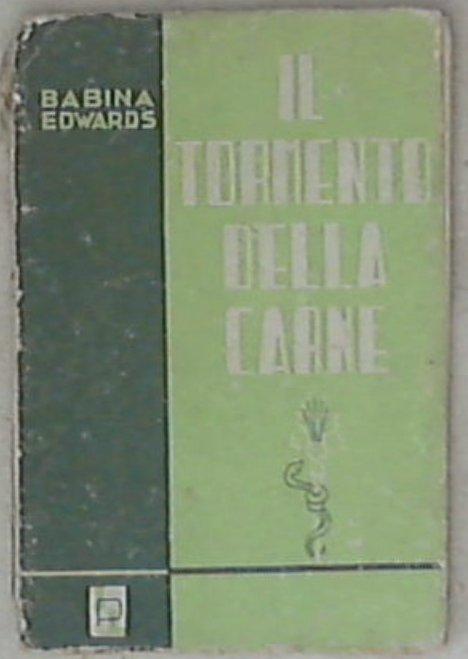 BABINA
EDWARDS
IL
TORMENTO
DELLA
CARNE